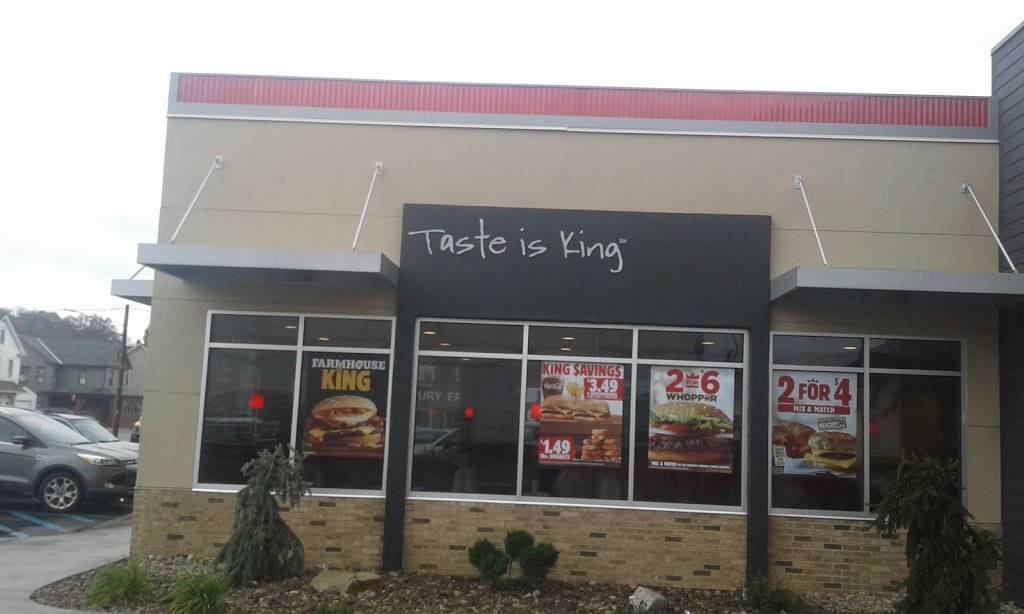 Taste is King
FARMHOUSE
KING
KING SAVINGS
$3.49
$1.49
2 FOR $6
WHOPPER
2 FOR $4
MIX & MATCH